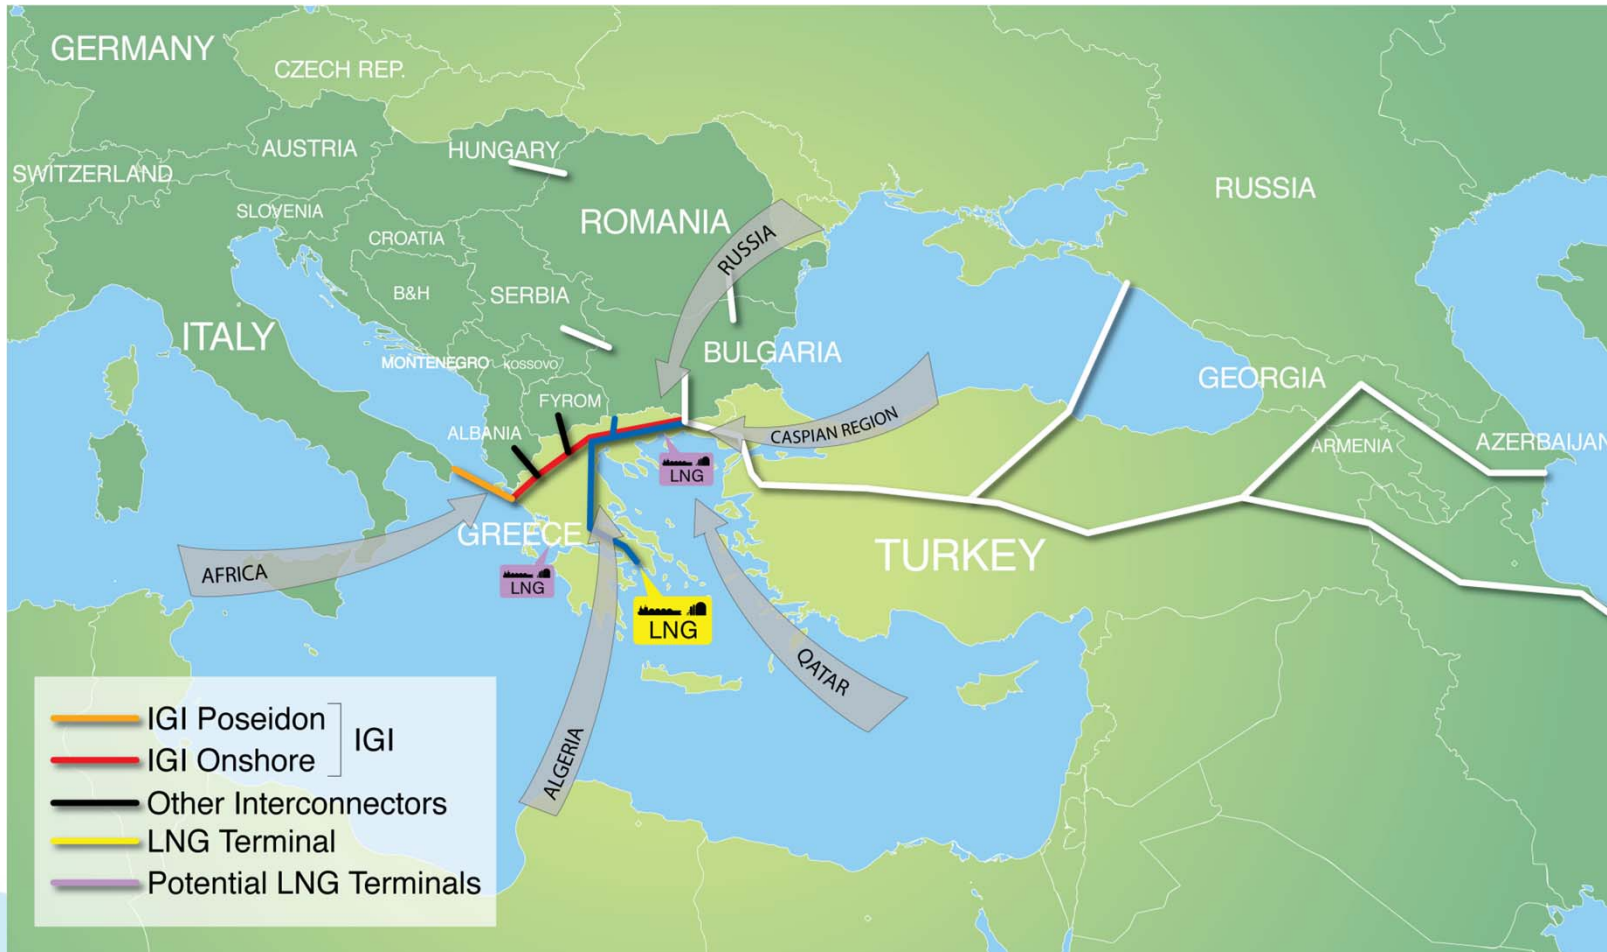 GERMANY
CZECH REP.
AUSTRIA
HUNGARY
SWITZERLAND
SLOVENIA
ROMANIA
RUSSIA
CROATIA
RUSSIA
B&H
SERBIA
ITALY
BULGARIA
MONTENEGRO
KOSSOVO
GEORGIA
FYROM
ALBANIA
CASPIAN REGION
ARMENIA
AZERBAIJAN
LNG
GREECE
TURKEY
AFRICA
LNG
LNG
QATAR
ALGERIA
IGI Poseidon
IGI Onshore
IGI
Other Interconnectors
LNG Terminal
Potential LNG Terminals